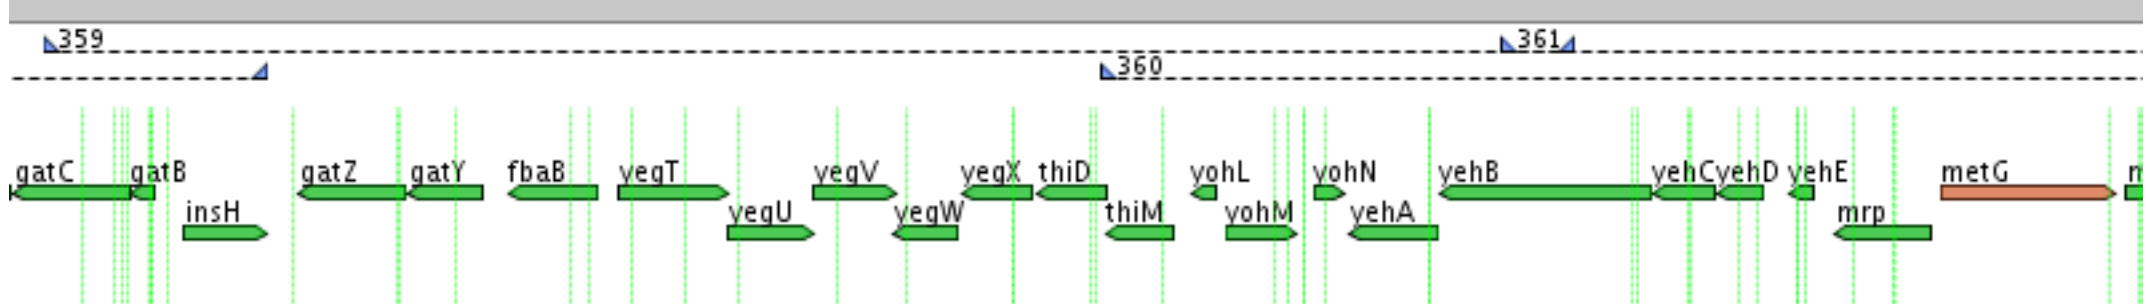 359 361
360
gatC gatB gatZ gatY fbaB yegT yegV yegX thiD yohL yohN yehB yehC yehD yehE metG
insH yegU yegW thiM yohM yehA mrp